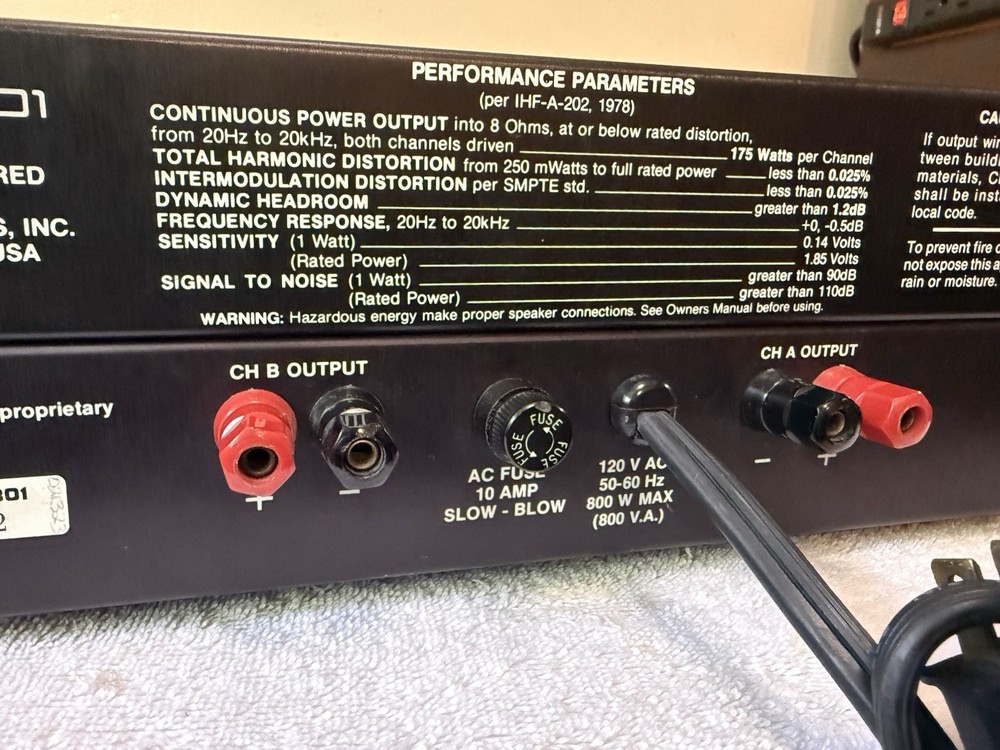 01
RED
S, INC.
USA
PERFORMANCE PARAMETERS
(per IHF-A-202, 1978)
CONTINUOUS POWER OUTPUT into 8 Ohms, at or below rated distortion,
from 20Hz to 20kHz, both channels driven 175 Watts per Channel
TOTAL HARMONIC DISTORTION from 250 mWatts to full rated power less than 0.025%
INTERMODULATION DISTORTION per SMPTE std. less than 0.025%
DYNAMIC HEADROOM greater than 1.2dB
FREQUENCY RESPONSE, 20Hz to 20kHz +0, -0.5dB
SENSITIVITY (1 Watt) 0.14 Volts
(Rated Power) 1.85 Volts
SIGNAL TO NOISE (1 Watt) greater than 90dB
(Rated Power) greater than 110dB
WARNING: Hazardous energy make proper speaker connections. See Owners Manual before using.
CAU
If output wir
tween build
materials, C
shall be inst
local code.
To prevent fire o
not expose this a
rain or moisture.
proprietary
CH B OUTPUT
+ −
FUSE FUSE FUSE
AC FUSE
10 AMP
SLOW - BLOW
120 V AC
50-60 Hz
800 W MAX
(800 V.A.)
CH A OUTPUT
− +
801
2